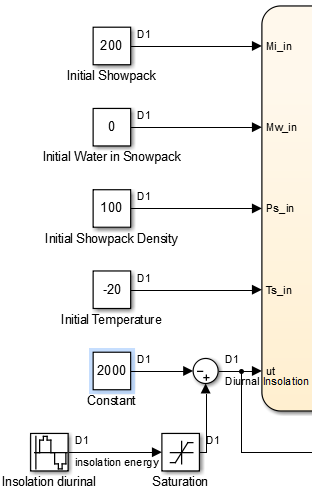 D1
200
Mi_in
Initial Showpack
D1
0
Mw_in
Initial Water in Snowpack
D1
100
Ps_in
Initial Showpack Density
D1
-20
Ts_in
Initial Temperature
D1
D1
2000
ut
Diurnal Insolation
Constant
D1
D1
insolation energy
Insolation diurinal
Saturation